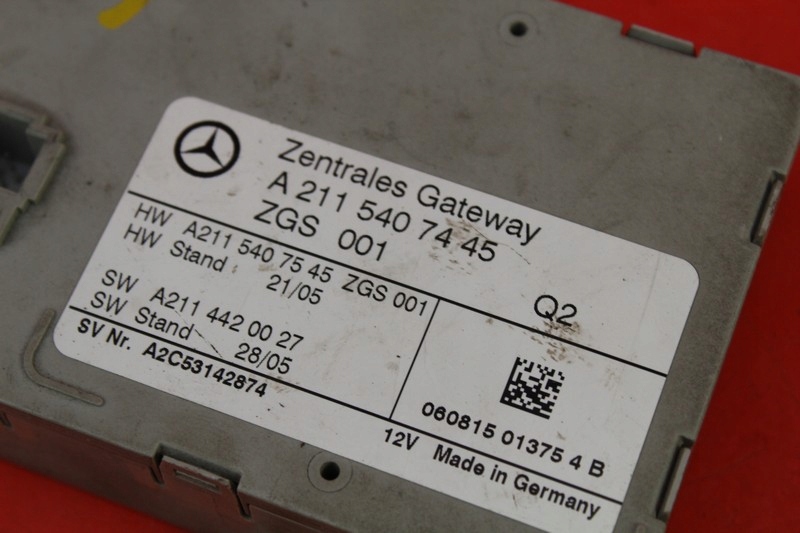 Zentrales Gateway
A 211 540 74 45
ZGS 001
Q2
HW A211 540 75 45 ZGS 001
HW Stand 21/05
SW A211 442 00 27
SW Stand 28/05
SV Nr. A2C53142874
060815 01375 4 B
12V Made in Germany